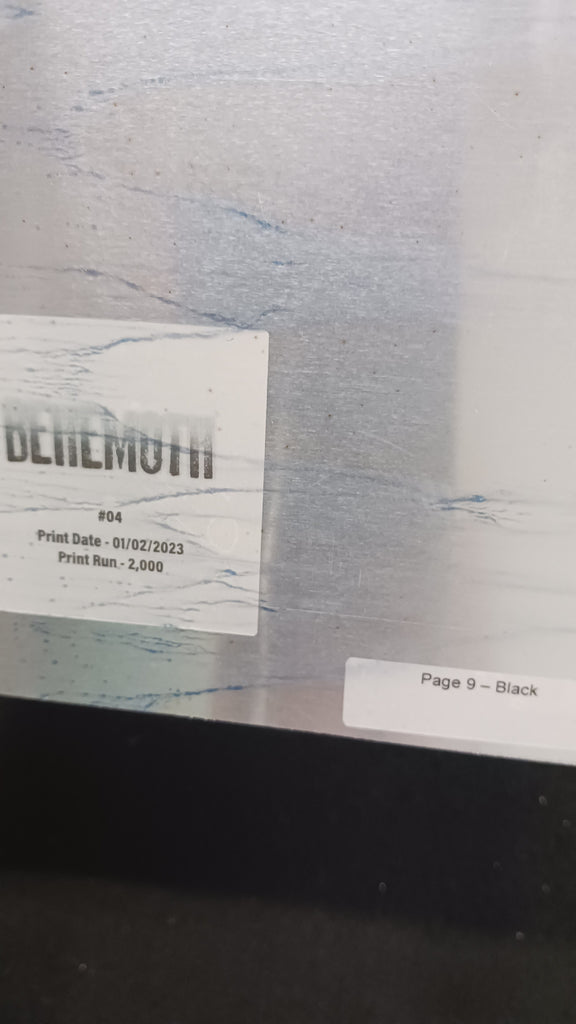 BEHEMOTH
#04
Print Date - 01/02/2023
Print Run - 2,000
Page 9 – Black